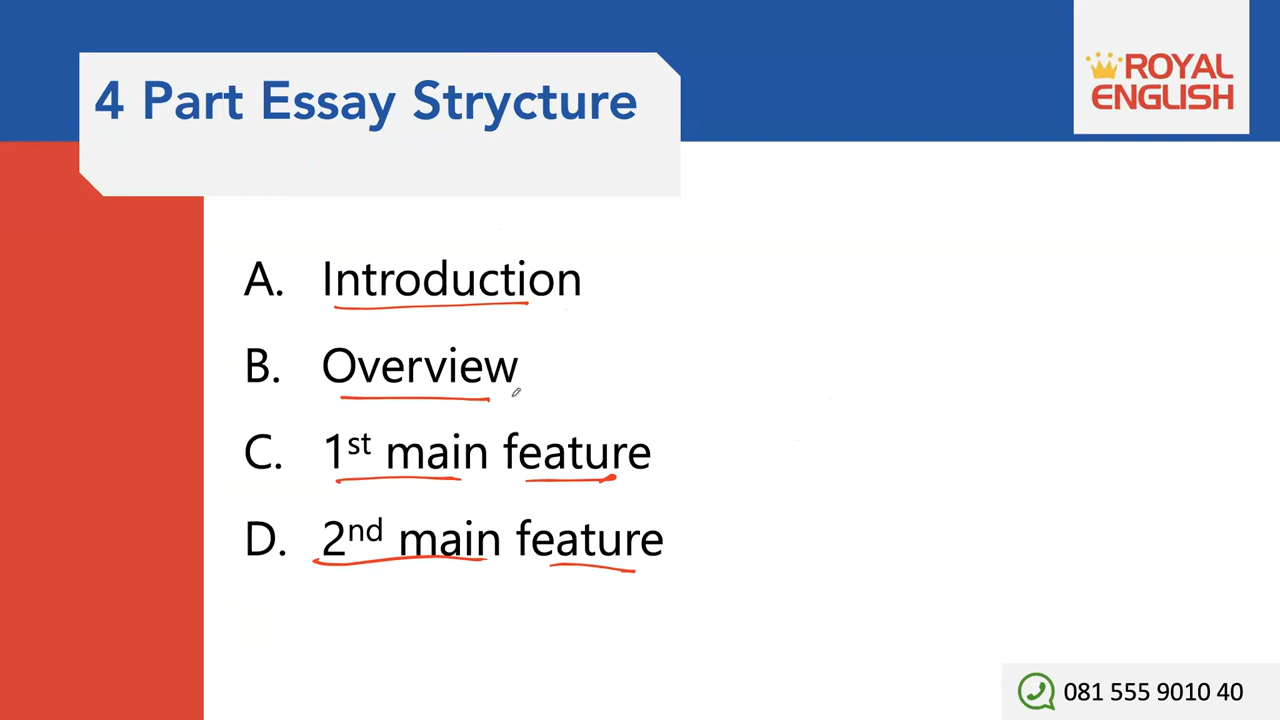 4 Part Essay Strycture
ROYAL
ENGLISH
A. Introduction
B. Overview
C. 1st main feature
D. 2nd main feature
081 555 9010 40